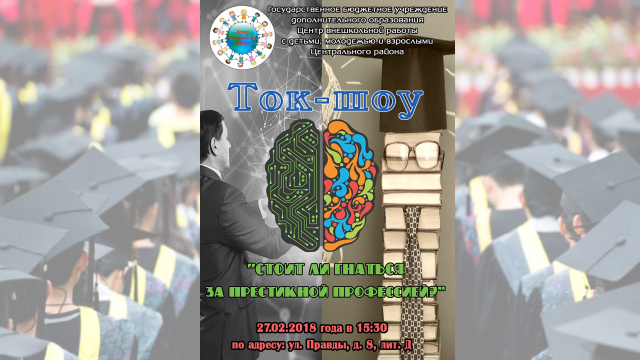 Государственное бюджетное учреждение
дополнительного образования
Центр внешкольной работы
с детьми, молодежью и взрослыми
Центрального района
Ток-шоу
"СТОИТ ЛИ ГНАТЬСЯ
ЗА ПРЕСТИЖНОЙ ПРОФЕССИЕЙ?"
27.02.2018 года в 15:30
по адресу: ул. Правды, д. 8, лит. Д